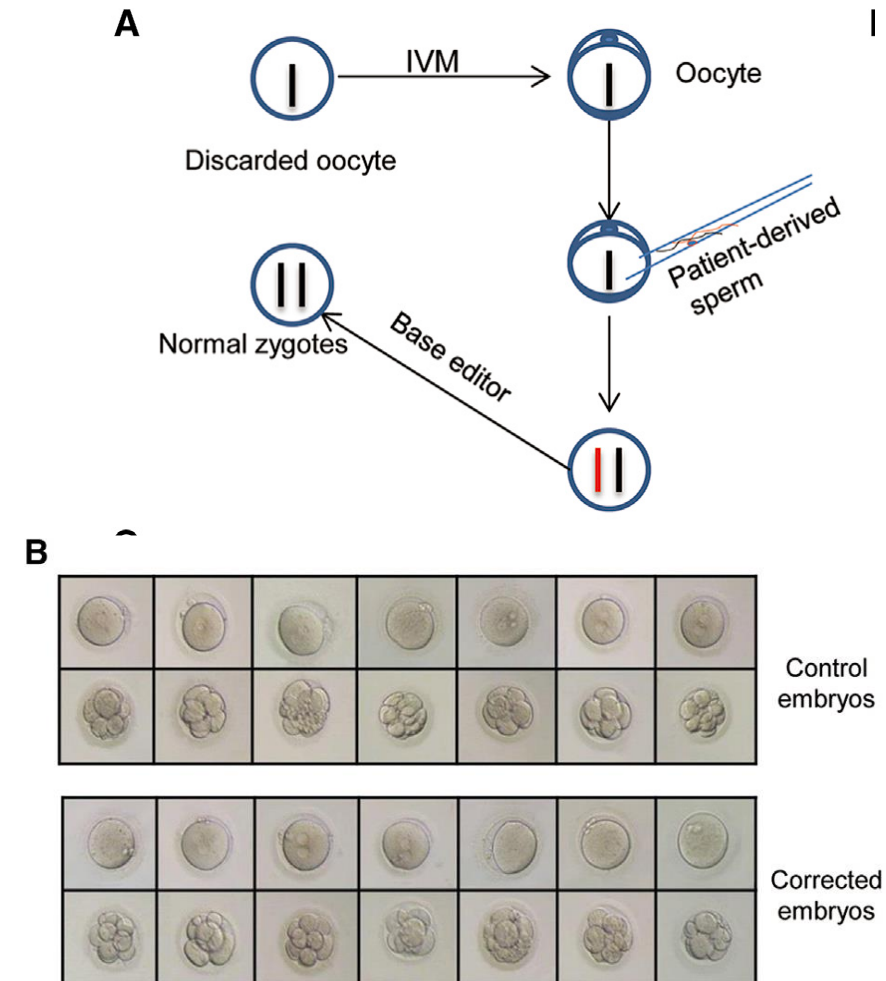 A
IVM
Oocyte
Discarded oocyte
Patient-derived
sperm
Base editor
Normal zygotes
B
Control
embryos
Corrected
embryos